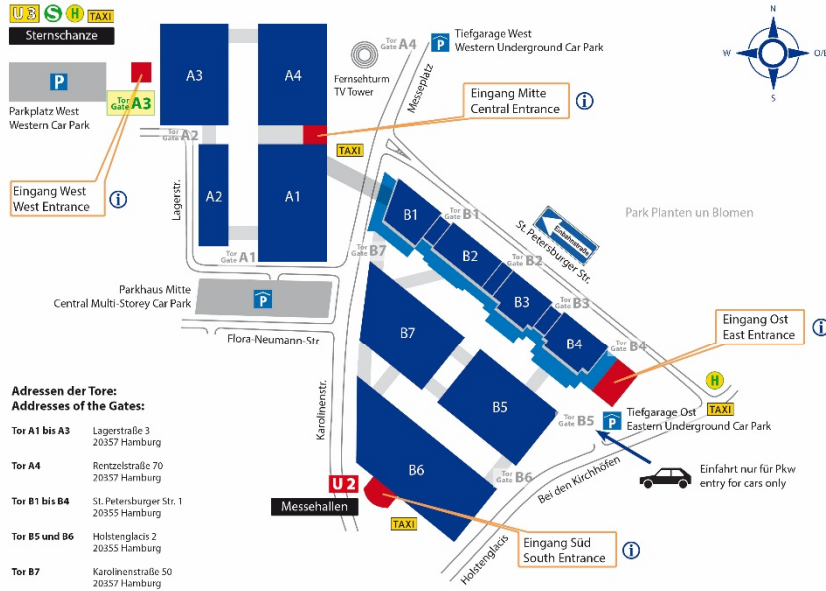 U3 S H TAXI
Sternschanze
P
Parkplatz West
Western Car Park
Tor
Gate A3
Eingang West
West Entrance
i
A3
A4
Tor
Gate A2
A2
A1
Lagerstr.
Tor
Gate A1
Fernsehturm
TV Tower
Tor
Gate A4
P
Tiefgarage West
Western Underground Car Park
Messeplatz
Eingang Mitte
Central Entrance
i
TAXI
N
W
O/E
S
Parkhaus Mitte
Central Multi-Storey Car Park
P
Flora-Neumann-Str
Karolinenstr.
B1
Tor
Gate B1
B2
Tor
Gate B2
B3
Tor
Gate B3
B4
Tor
Gate B4
Einbahnstraße
St. Petersburger Str.
Park Planten un Blomen
Eingang Ost
East Entrance
i
H
TAXI
Tor
Gate B7
B7
B5
B6
Tor
Gate B5
P
Tiefgarage Ost
Eastern Underground Car Park
Tor
Gate B6
Bei den Kirchhöfen
Einfahrt nur für Pkw
entry for cars only
Holstenglacis
U2
Messehallen
TAXI
Eingang Süd
South Entrance
i
Adressen der Tore:
Addresses of the Gates:
Tor A1 bis A3 Lagerstraße 3
20357 Hamburg
Tor A4 Rentzelstraße 70
20357 Hamburg
Tor B1 bis B4 St. Petersburger Str. 1
20355 Hamburg
Tor B5 und B6 Holstenglacis 2
20355 Hamburg
Tor B7 Karolinenstraße 50
20357 Hamburg